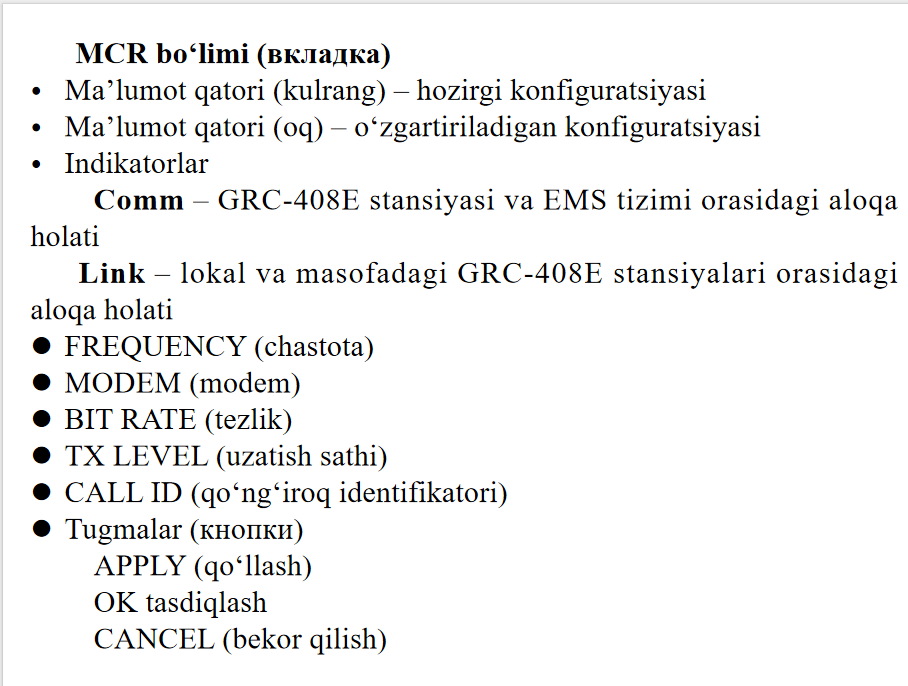 MCR bo‘limi (вкладка)
• Ma’lumot qatori (kulrang) – hozirgi konfiguratsiyasi
• Ma’lumot qatori (oq) – o‘zgartiriladigan konfiguratsiyasi
• Indikatorlar
Comm – GRC-408E stansiyasi va EMS tizimi orasidagi aloqa
holati
Link – lokal va masofadagi GRC-408E stansiyalari orasidagi
aloqa holati
● FREQUENCY (chastota)
● MODEM (modem)
● BIT RATE (tezlik)
● TX LEVEL (uzatish sathi)
● CALL ID (qo‘ng‘iroq identifikatori)
● Tugmalar (кнопки)
APPLY (qo‘llash)
OK tasdiqlash
CANCEL (bekor qilish)